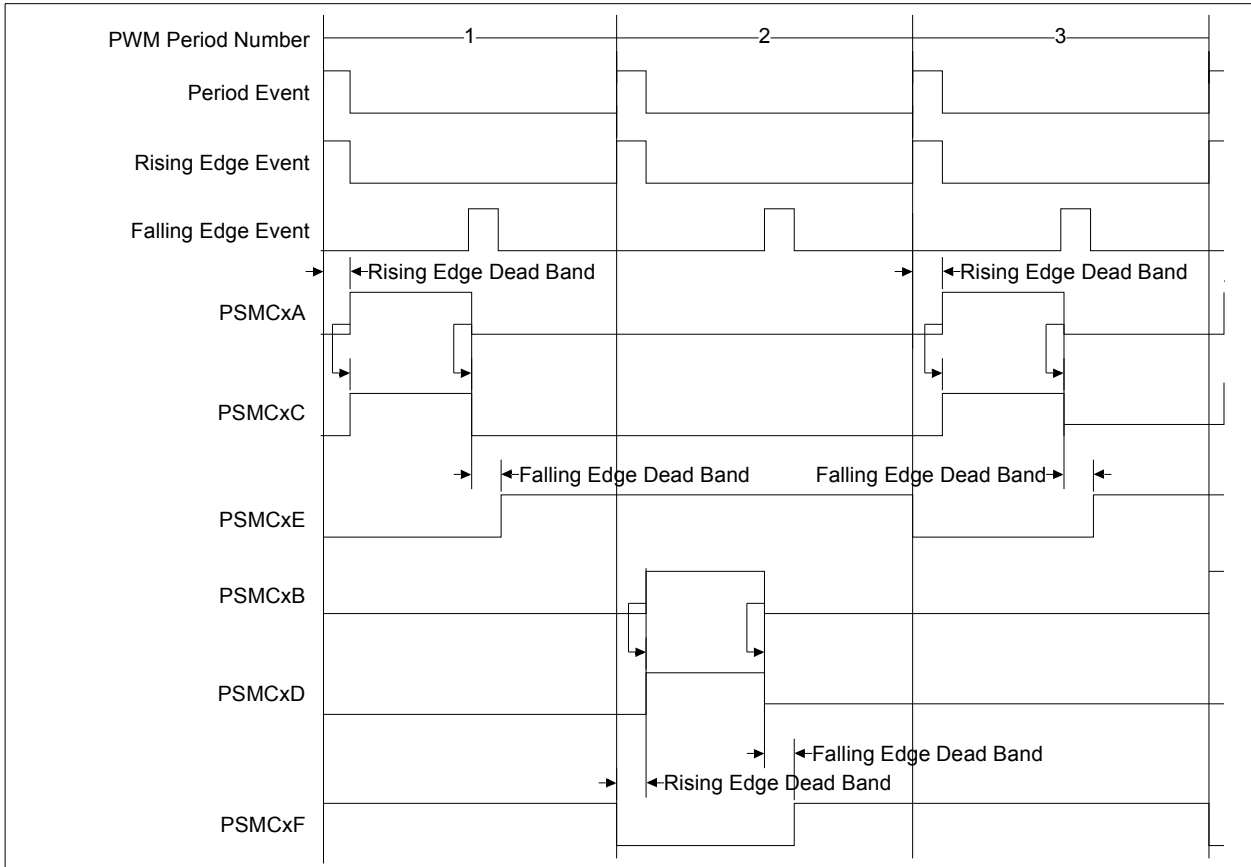 PWM Period Number
1
2
3
Period Event
Rising Edge Event
Falling Edge Event
Rising Edge Dead Band
Rising Edge Dead Band
PSMCxA
PSMCxC
Falling Edge Dead Band
Falling Edge Dead Band
PSMCxE
PSMCxB
PSMCxD
Falling Edge Dead Band
Rising Edge Dead Band
PSMCxF